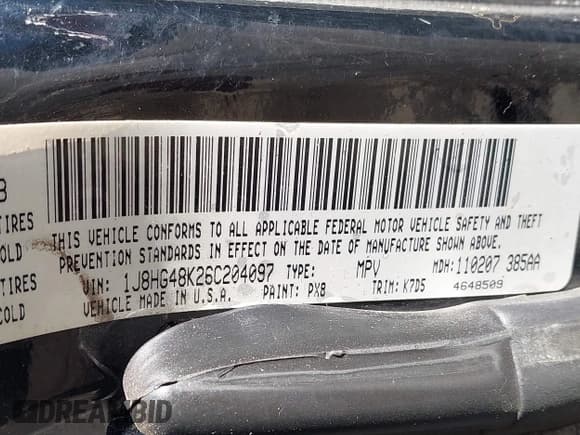 B
TIRES
COLD
TIRES
COLD
THIS VEHICLE CONFORMS TO ALL APPLICABLE FEDERAL MOTOR VEHICLE SAFETY AND THEFT
PREVENTION STANDARDS IN EFFECT ON THE DATE OF MANUFACTURE SHOWN ABOVE.
VIN: 1J8HG48K26C204097 TYPE: MPV MDH:110207 385AA
VEHICLE MADE IN U.S.A. PAINT: PX8 TRIM: K7D5 4648509
DREAMBID